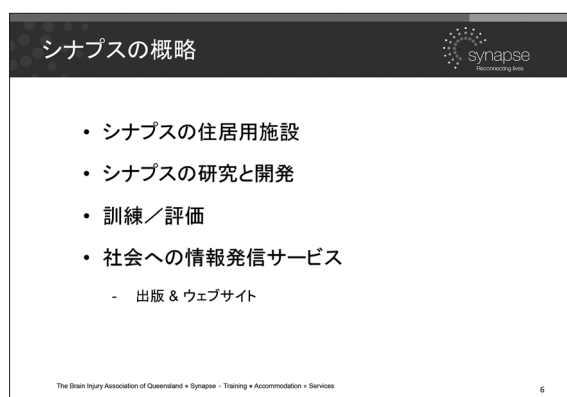 シナプスの概略
synapse
Reconnecting lives
• シナプスの住居用施設
• シナプスの研究と開発
• 訓練／評価
• 社会への情報発信サービス
- 出版 & ウェブサイト
The Brain Injury Association of Queensland • Synapse • Training • Accommodation • Services
6